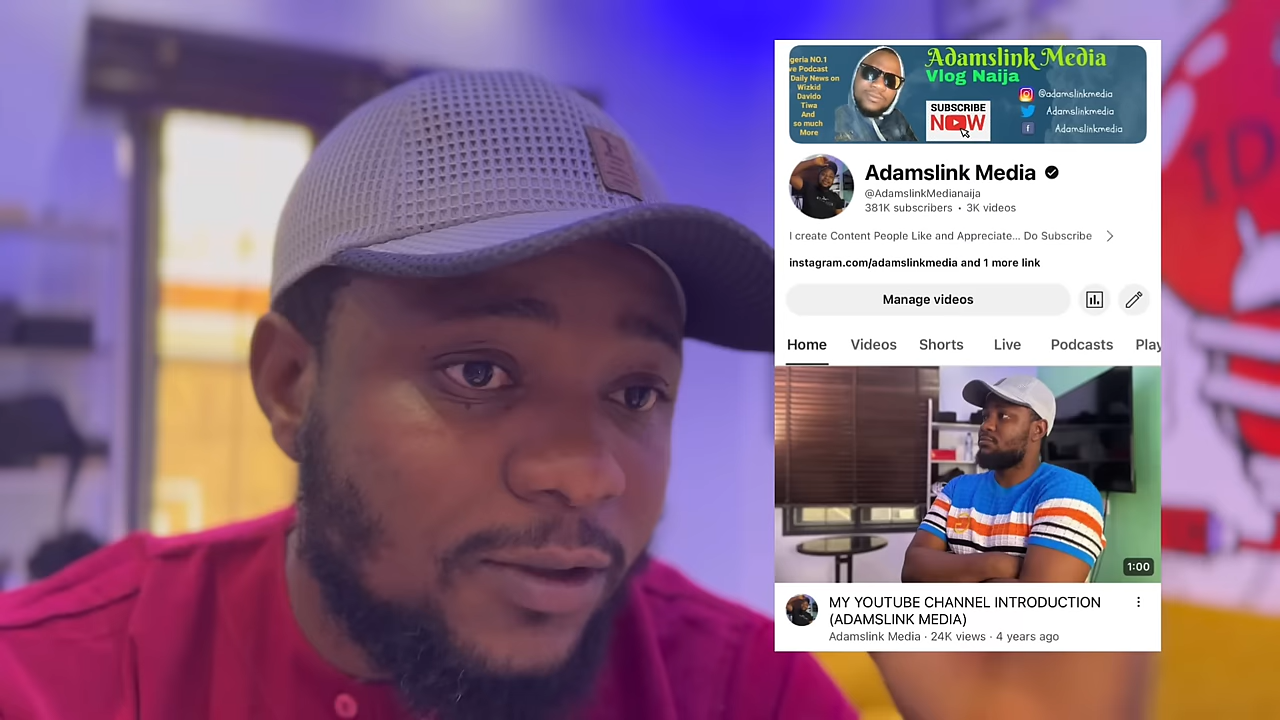 geria NO.1
ve Podcast
Daily News on
Wizkid
Davido
Tiwa
And
so much
More
Adamslink Media
Vlog Naija
SUBSCRIBE
NOW
@adamslinkmedia
Adamslinkmedia
Adamslinkmedia
Adamslink Media
@AdamslinkMedianaija
381K subscribers • 3K videos
I create Content People Like and Appreciate... Do Subscribe
instagram.com/adamslinkmedia and 1 more link
Manage videos
Home Videos Shorts Live Podcasts Play
1:00
MY YOUTUBE CHANNEL INTRODUCTION
(ADAMSLINK MEDIA)
Adamslink Media · 24K views · 4 years ago